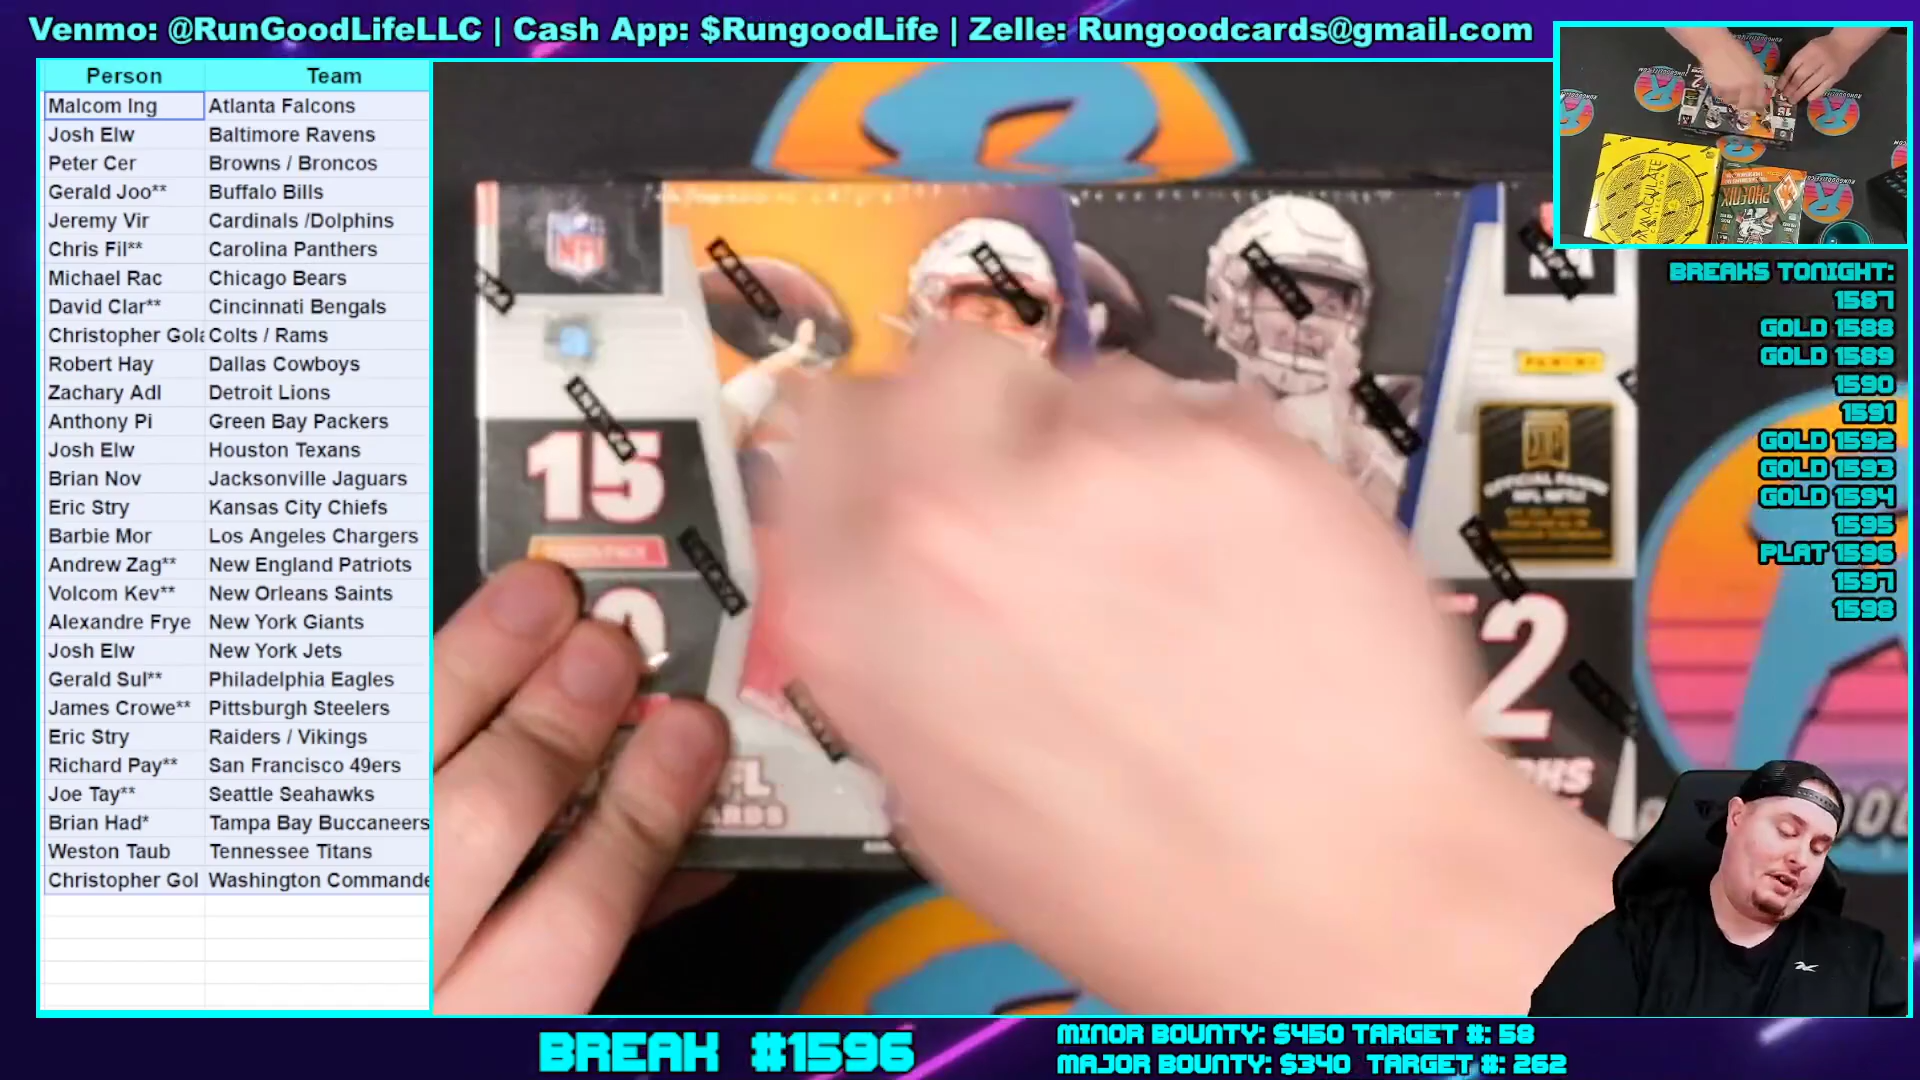 Venmo: @RunGoodLifeLLC | Cash App: $RungoodLife | Zelle: Rungoodcards@gmail.com
Person Team
Malcom Ing Atlanta Falcons
Josh Elw Baltimore Ravens
Peter Cer Browns / Broncos
Gerald Joo** Buffalo Bills
Jeremy Vir Cardinals /Dolphins
Chris Fil** Carolina Panthers
Michael Rac Chicago Bears
David Clar** Cincinnati Bengals
Christopher Gola Colts / Rams
Robert Hay Dallas Cowboys
Zachary Adl Detroit Lions
Anthony Pi Green Bay Packers
Josh Elw Houston Texans
Brian Nov Jacksonville Jaguars
Eric Stry Kansas City Chiefs
Barbie Mor Los Angeles Chargers
Andrew Zag** New England Patriots
Volcom Kev** New Orleans Saints
Alexandre Frye New York Giants
Josh Elw New York Jets
Gerald Sul** Philadelphia Eagles
James Crowe** Pittsburgh Steelers
Eric Stry Raiders / Vikings
Richard Pay** San Francisco 49ers
Joe Tay** Seattle Seahawks
Brian Had* Tampa Bay Buccaneers
Weston Taub Tennessee Titans
Christopher Gol Washington Commande
15
2
PANINI
OFFICIAL PANINI
IMMACULATE
COLLECTION
PHOENIX
BREAKS TONIGHT:
1587
GOLD 1588
GOLD 1589
1590
1591
GOLD 1592
GOLD 1593
GOLD 1594
1595
PLAT 1596
1597
1598
BREAK #1596
MINOR BOUNTY: $450 TARGET #: 58
MAJOR BOUNTY: $340 TARGET #: 262